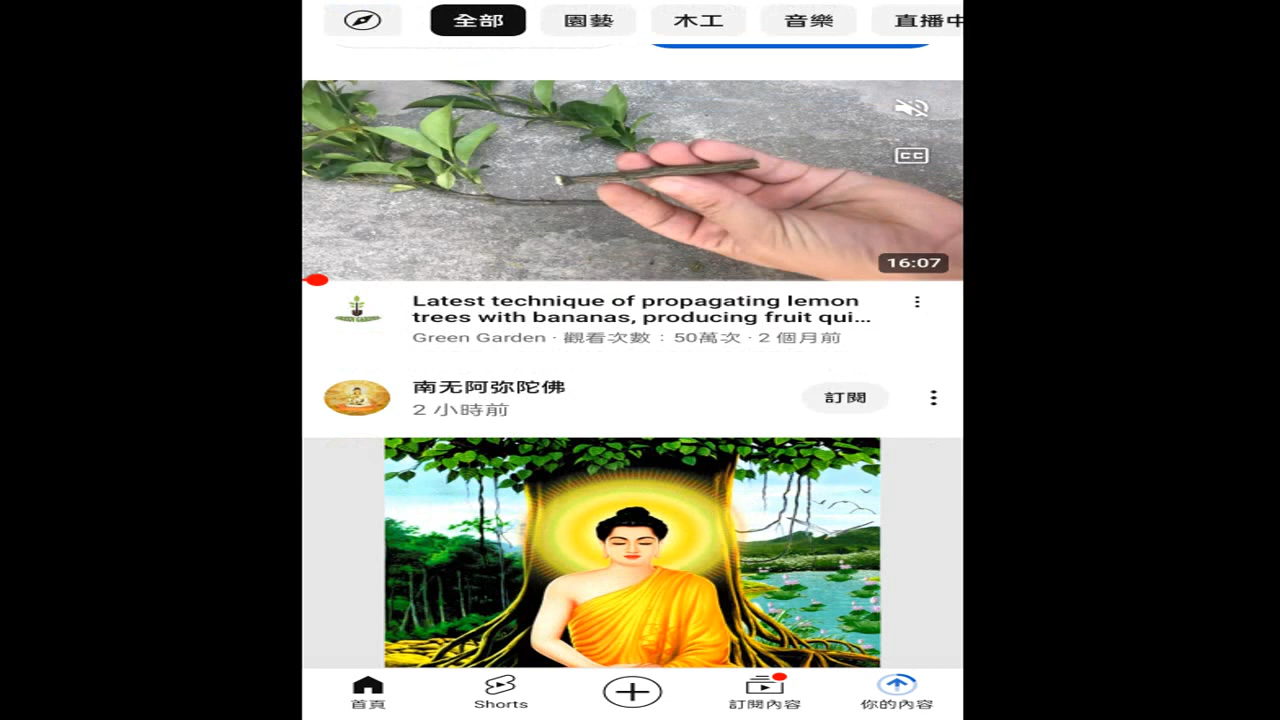 全部 園藝 木工 音樂 直播中
CC
16:07
GREEN GARDEN
Latest technique of propagating lemon
trees with bananas, producing fruit qui...
Green Garden · 觀看次數：50萬次 · 2 個月前
南无阿弥陀佛
2 小時前
訂閱
首頁 Shorts 訂閱內容 你的內容